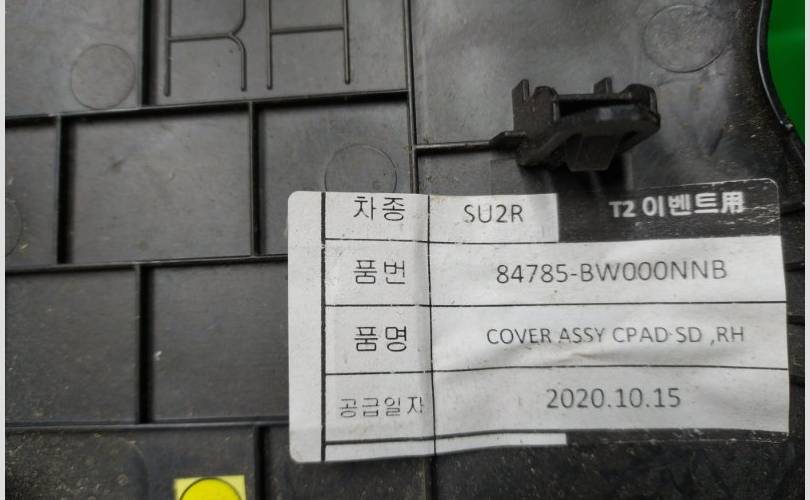 RH
차종 SU2R T2 이벤트用
품번 84785-BW000NNB
품명 COVER ASSY CPAD SD ,RH
공급일자 2020.10.15